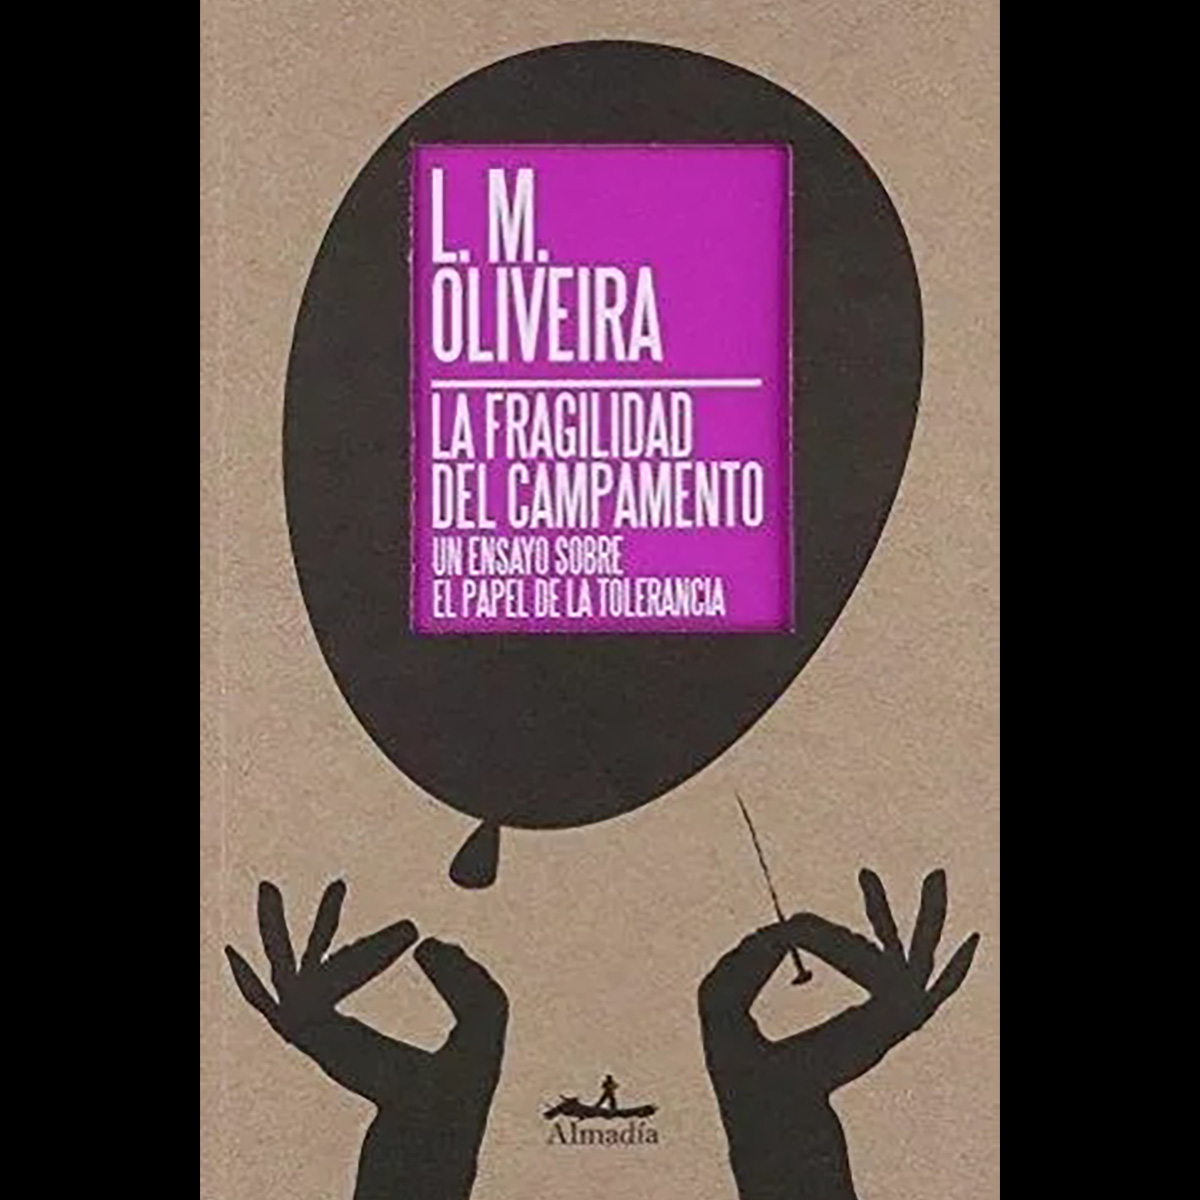 L. M.
OLIVEIRA
LA FRAGILIDAD
DEL CAMPAMENTO
UN ENSAYO SOBRE
EL PAPEL DE LA TOLERANCIA
Almadía